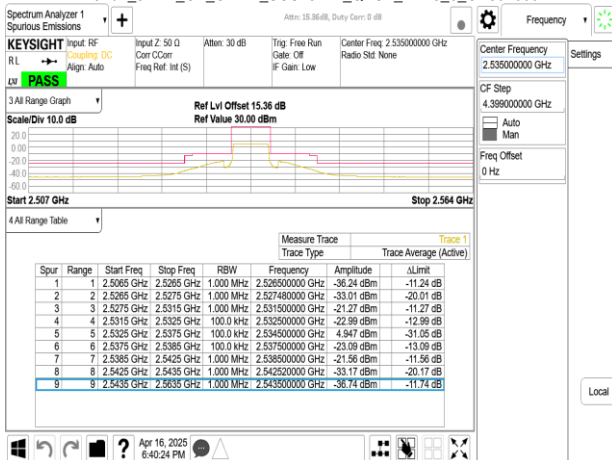 Spectrum Analyzer 1
Spurious Emissions
+
Attn: 15.36dB, Duty Corr: 0 dB
Frequency
KEYSIGHT
RL
LXI
PASS
Input: RF
Coupling: DC
Align: Auto
Input Z: 50 Ω
Corr CCorr
Freq Ref: Int (S)
Atten: 30 dB
Trig: Free Run
Gate: Off
IF Gain: Low
Center Freq: 2.535000000 GHz
Radio Std: None
Center Frequency
2.535000000 GHz
Settings
CF Step
4.399000000 GHz
Auto
Man
Freq Offset
0 Hz
3 All Range Graph
Scale/Div 10.0 dB
Ref Lvl Offset 15.36 dB
Ref Value 30.00 dBm
20.0
0.00
-20.0
-40.0
-60.0
Start 2.507 GHz
Stop 2.564 GHz
4 All Range Table
Measure Trace Trace 1
Trace Type Trace Average (Active)
Spur Range Start Freq Stop Freq RBW Frequency Amplitude ΔLimit
1 1 2.5065 GHz 2.5265 GHz 1.000 MHz 2.526500000 GHz -36.24 dBm -11.24 dB
2 2 2.5265 GHz 2.5275 GHz 1.000 MHz 2.527480000 GHz -33.01 dBm -20.01 dB
3 3 2.5275 GHz 2.5315 GHz 1.000 MHz 2.531500000 GHz -21.27 dBm -11.27 dB
4 4 2.5315 GHz 2.5325 GHz 100.0 kHz 2.532500000 GHz -22.99 dBm -12.99 dB
5 5 2.5325 GHz 2.5375 GHz 100.0 kHz 2.534500000 GHz 4.947 dBm -31.05 dB
6 6 2.5375 GHz 2.5385 GHz 100.0 kHz 2.537500000 GHz -23.09 dBm -13.09 dB
7 7 2.5385 GHz 2.5425 GHz 1.000 MHz 2.538500000 GHz -21.56 dBm -11.56 dB
8 8 2.5425 GHz 2.5435 GHz 1.000 MHz 2.542520000 GHz -33.17 dBm -20.17 dB
9 9 2.5435 GHz 2.5635 GHz 1.000 MHz 2.543500000 GHz -36.74 dBm -11.74 dB
Local
?
Apr 16, 2025
6:40:24 PM